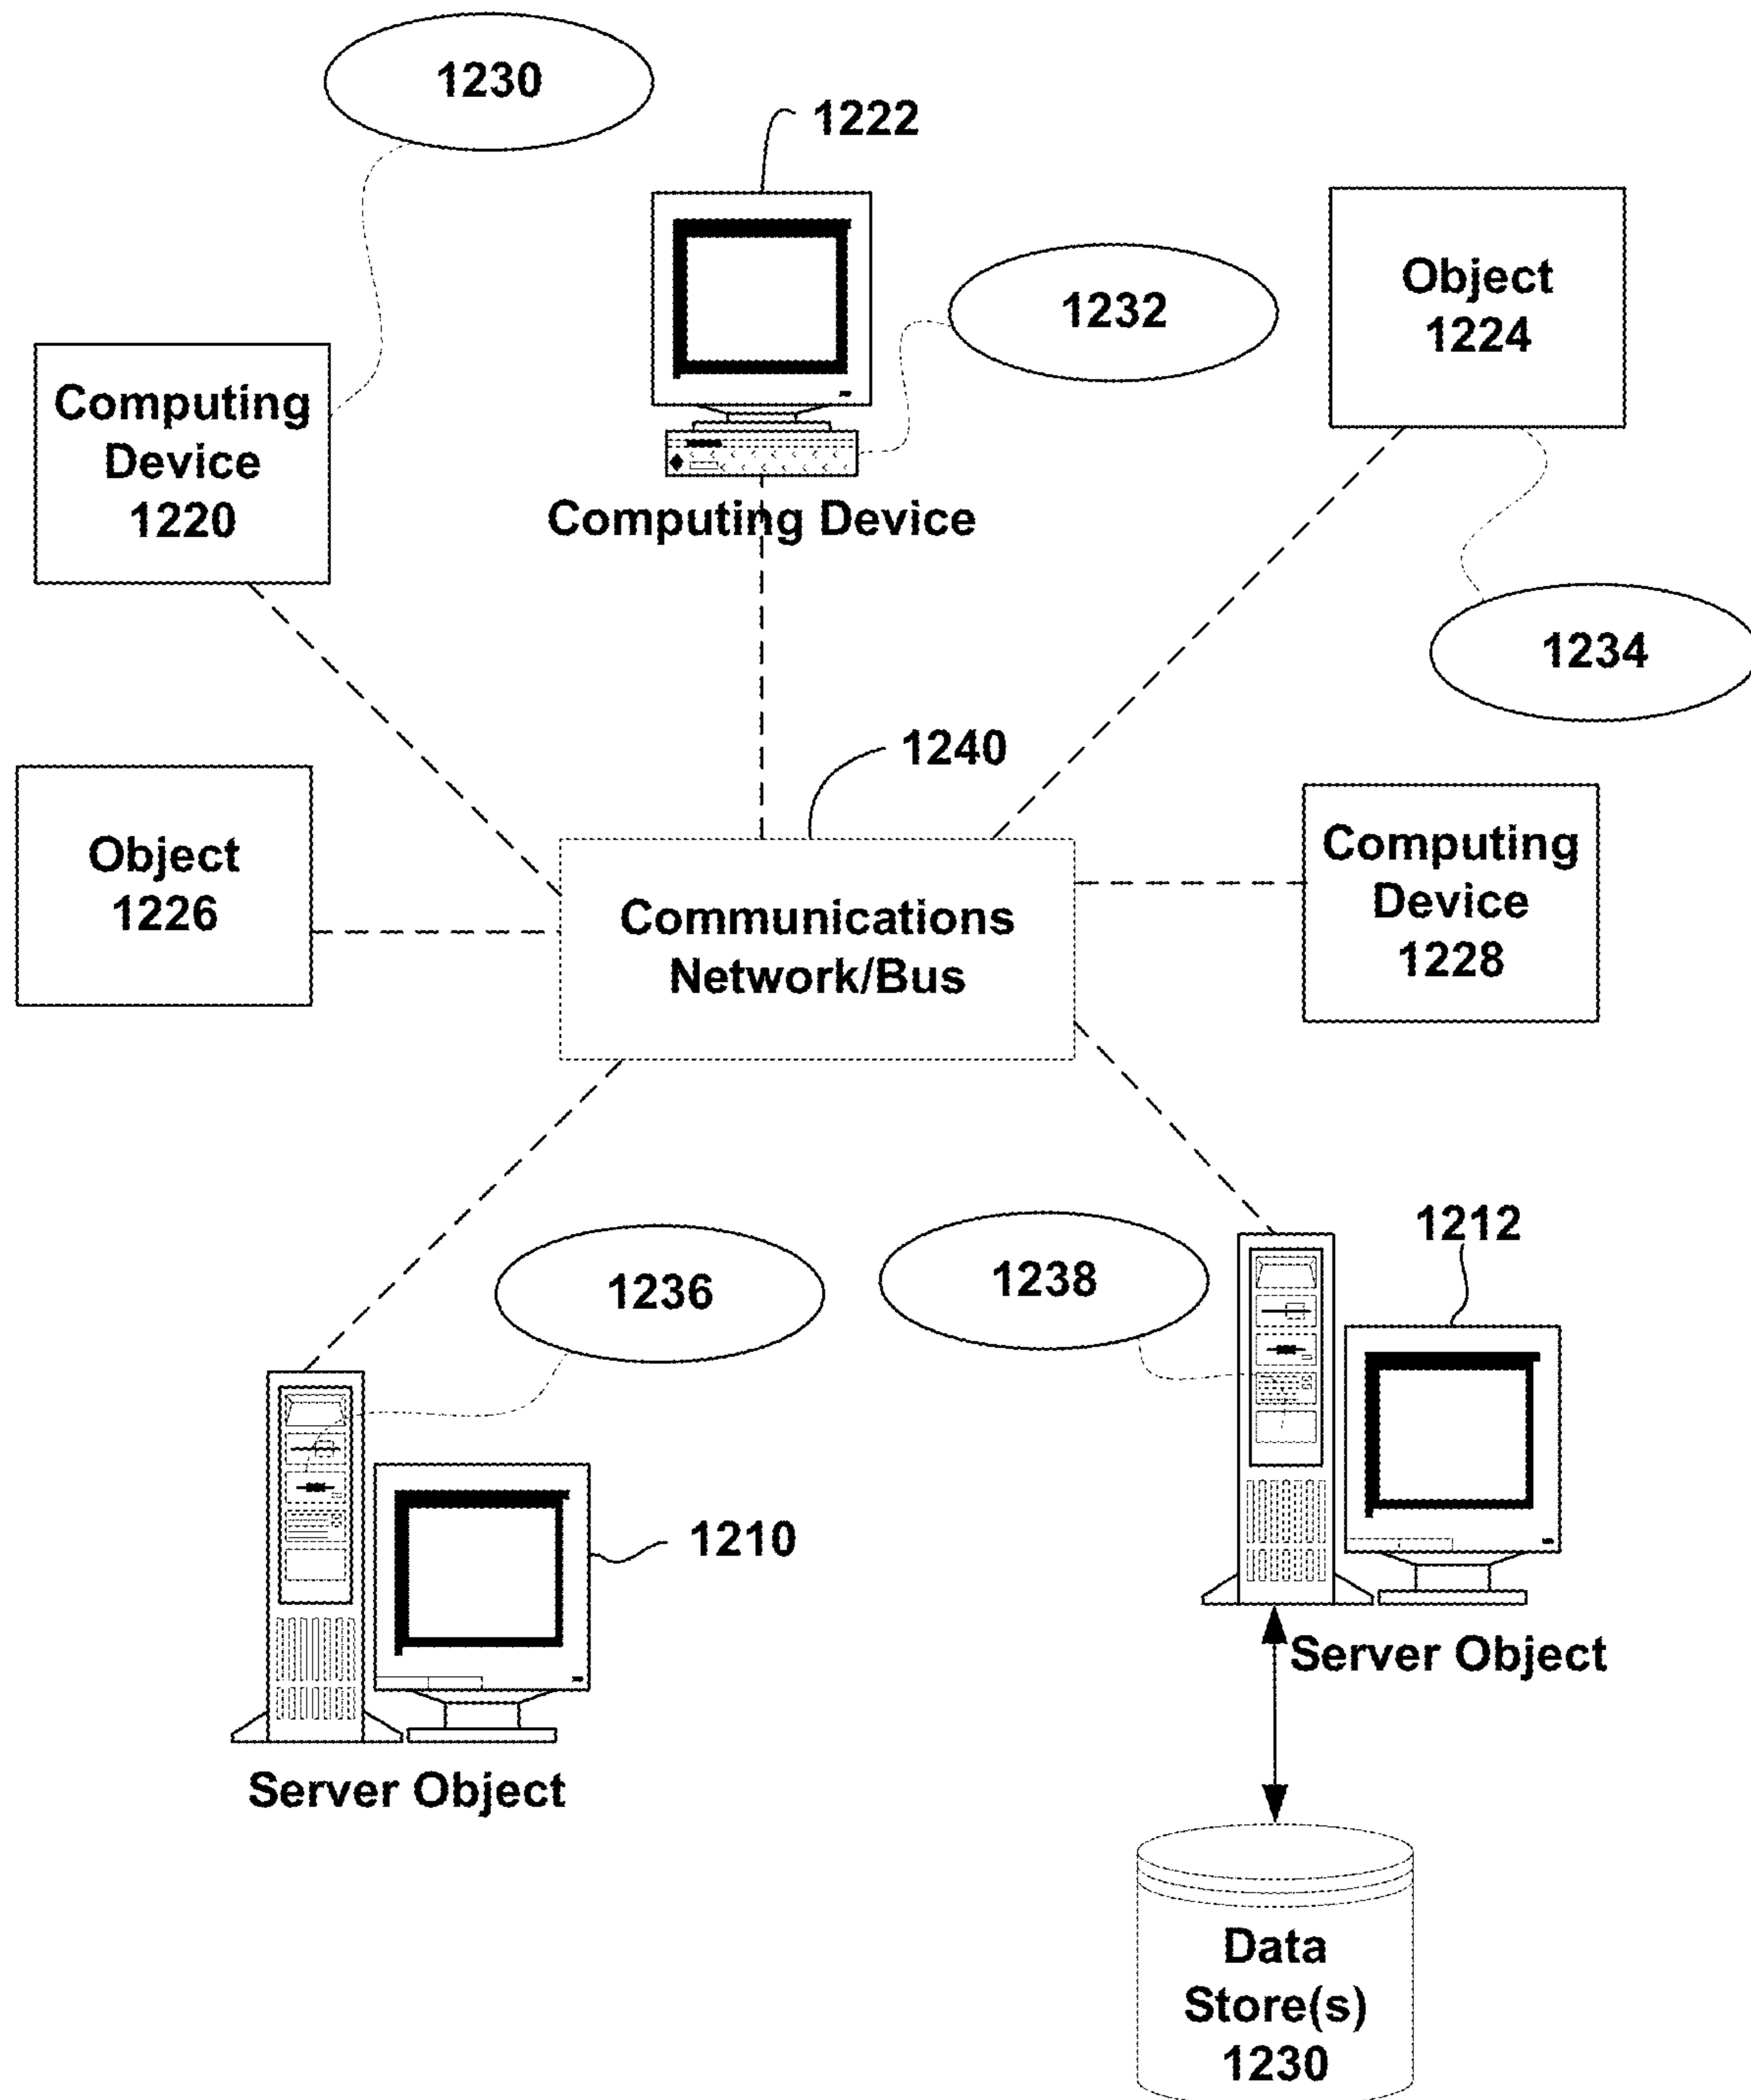 1230
1222
1232
Object
1224
Computing
Device
1220
Computing Device
1234
1240
Object
1226
Communications
Network/Bus
Computing
Device
1228
1236
1238
1212
1210
Server Object
Server Object
Data
Store(s)
1230